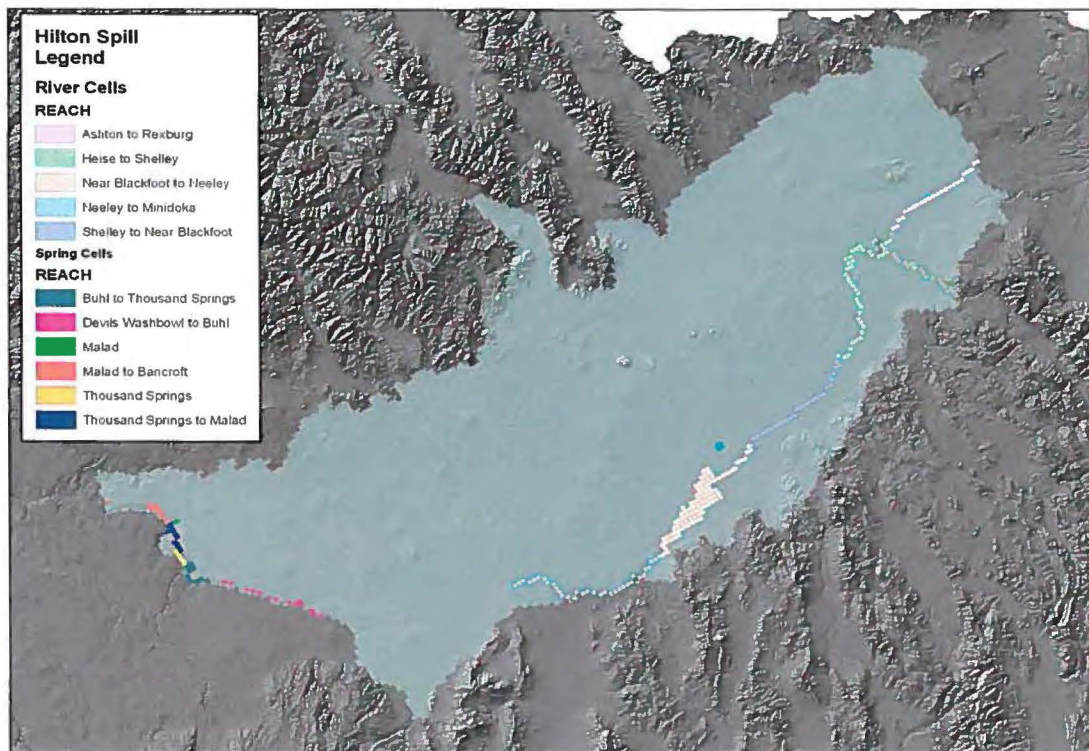 Hilton Spill
Legend
River Cells
REACH
Ashton to Rexburg
Heise to Shelley
Near Blackfoot to Neeley
Neeley to Minidoka
Shelley to Near Blackfoot
Spring Cells
REACH
Buhl to Thousand Springs
Devils Washbowl to Buhl
Malad
Malad to Bancroft
Thousand Springs
Thousand Springs to Malad